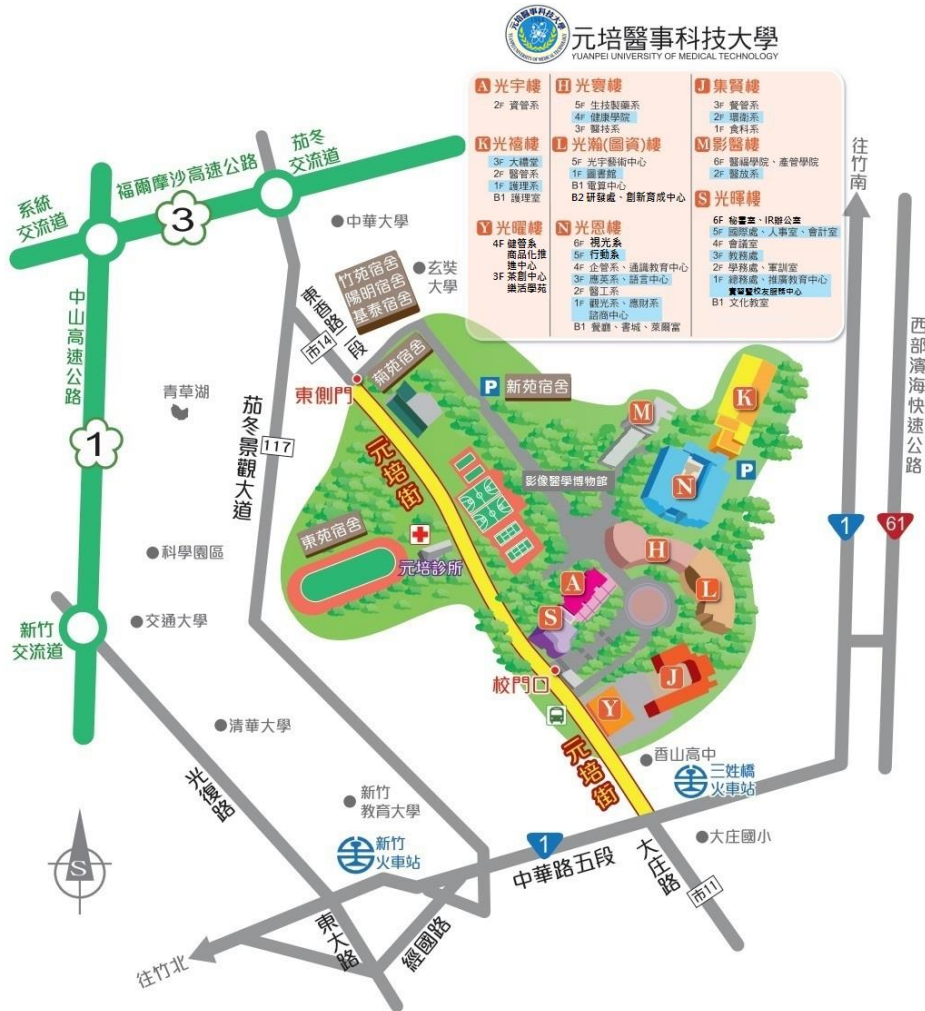 元培醫事科技大學
YUANPEI UNIVERSITY OF MEDICAL TECHNOLOGY
A 光宇樓
2F 資管系
K 光禧樓
3F 大禮堂
2F 醫管系
1F 護理系
B1 護理室
Y 光曜樓
4F 健管系
商品化推
進中心
3F 茶創中心
樂活學苑
H 光寰樓
5F 生技製藥系
4F 健康學院
3F 醫技系
L 光瀚(圖資)樓
5F 光宇藝術中心
1F 圖書館
B1 電算中心
B2 研發處、創新育成中心
N 光恩樓
6F 視光系
5F 行動系
4F 企管系、通識教育中心
3F 應英系、語言中心
2F 醫工系
1F 觀光系、應財系
諮商中心
B1 餐廳、書城、萊爾富
J 集賢樓
3F 餐管系
2F 環衛系
1F 食科系
M 影醫樓
6F 醫福學院、產管學院
2F 醫放系
S 光暉樓
6F 秘書室、IR辦公室
5F 國際處、人事室、會計室
4F 會議室
3F 教務處
2F 學務處、軍訓室
1F 總務處、推廣教育中心
實習暨校友服務中心
B1 文化教室
往竹南
茄冬
交流道
福爾摩沙高速公路
系統
交流道
3
中華大學
玄奘
大學
竹苑宿舍
陽明宿舍
基泰宿舍
東香路二段
市14
中山高速公路
西部濱海快速公路
菊苑宿舍
東側門
P
新苑宿舍
M
K
青草湖
茄冬景觀大道
1
117
元培街
影像醫學博物館
N
P
1
61
東苑宿舍
科學園區
元培診所
H
A
L
S
交通大學
新竹
交流道
校門口
J
Y
清華大學
元培街
香山高中
三姓橋
火車站
光復路
新竹
教育大學
新竹
火車站
1
中華路五段
大庄路
大庄國小
市11
S
東大路
經國路
往竹北